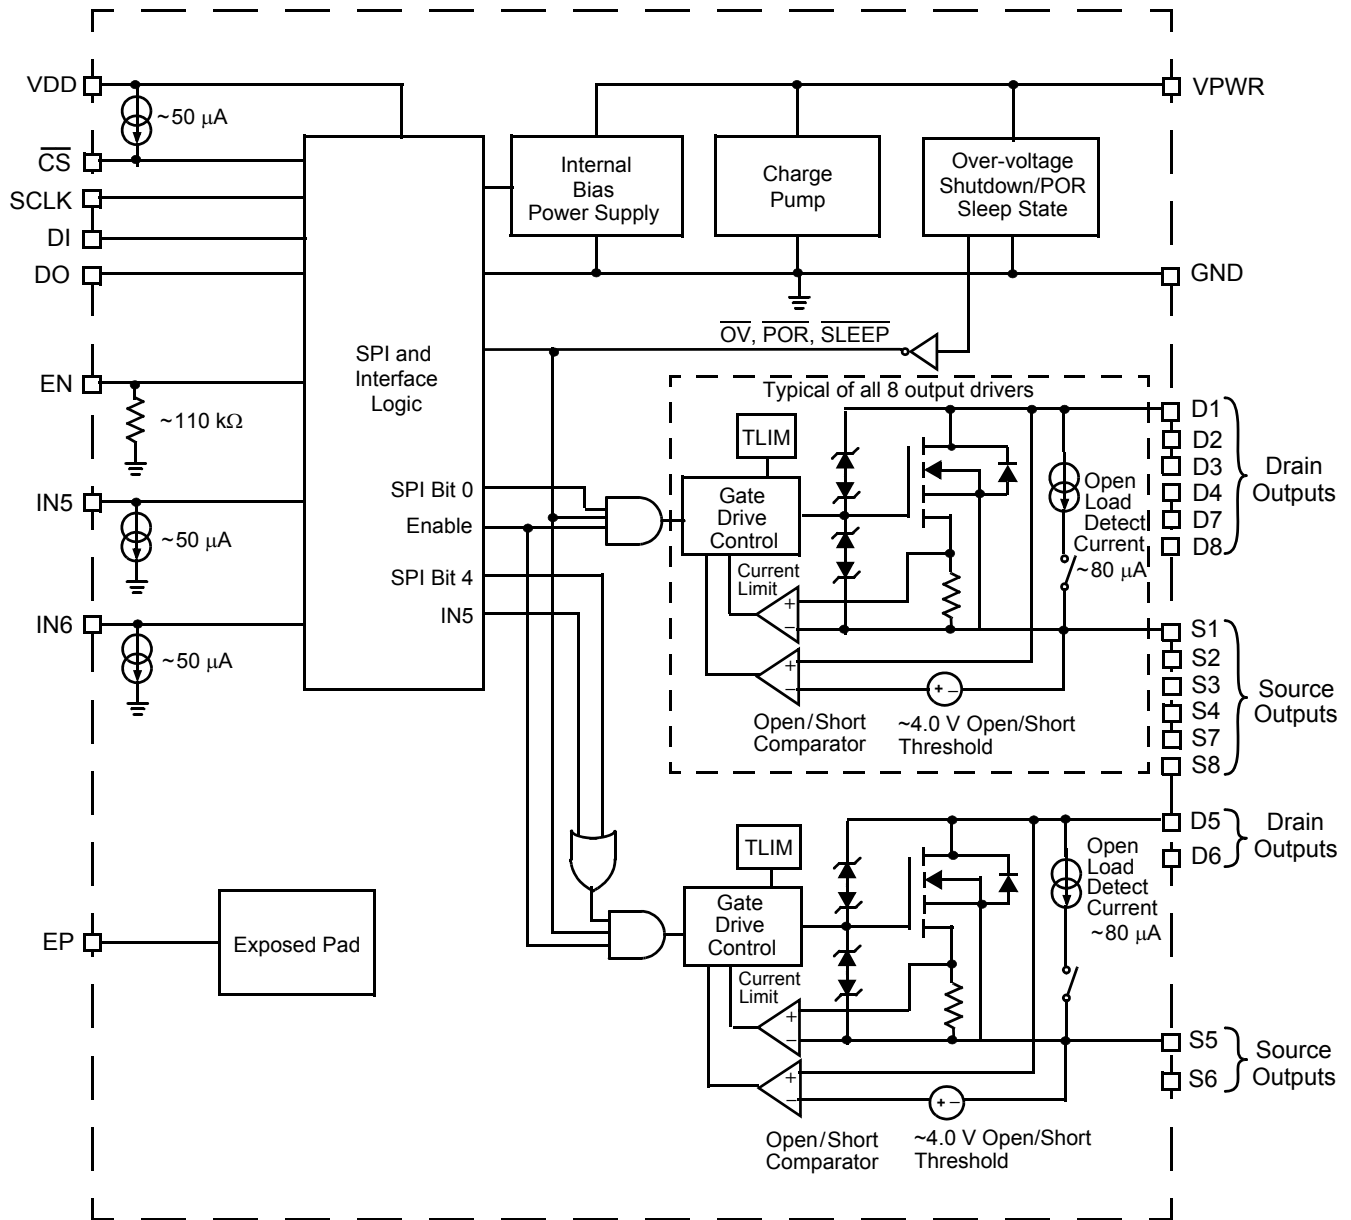 VDD
~50 μA
CS
SCLK
DI
DO
EN
~110 kΩ
IN5
~50 μA
IN6
~50 μA
EP
Exposed Pad
SPI and
Interface
Logic
SPI Bit 0
Enable
SPI Bit 4
IN5
Internal
Bias
Power Supply
Charge
Pump
Over-voltage
Shutdown/POR
Sleep State
VPWR
GND
OV, POR, SLEEP
Typical of all 8 output drivers
TLIM
Gate
Drive
Control
Current
Limit
+
–
+
–
Open/Short
Comparator
+ –
~4.0 V Open/Short
Threshold
Open
Load
Detect
Current
~80 μA
D1
D2
D3
D4
D7
D8
Drain
Outputs
S1
S2
S3
S4
S7
S8
Source
Outputs
TLIM
Gate
Drive
Control
Current
Limit
+
–
+
–
Open/Short
Comparator
+ –
~4.0 V Open/Short
Threshold
Open
Load
Detect
Current
~80 μA
D5
D6
Drain
Outputs
S5
S6
Source
Outputs